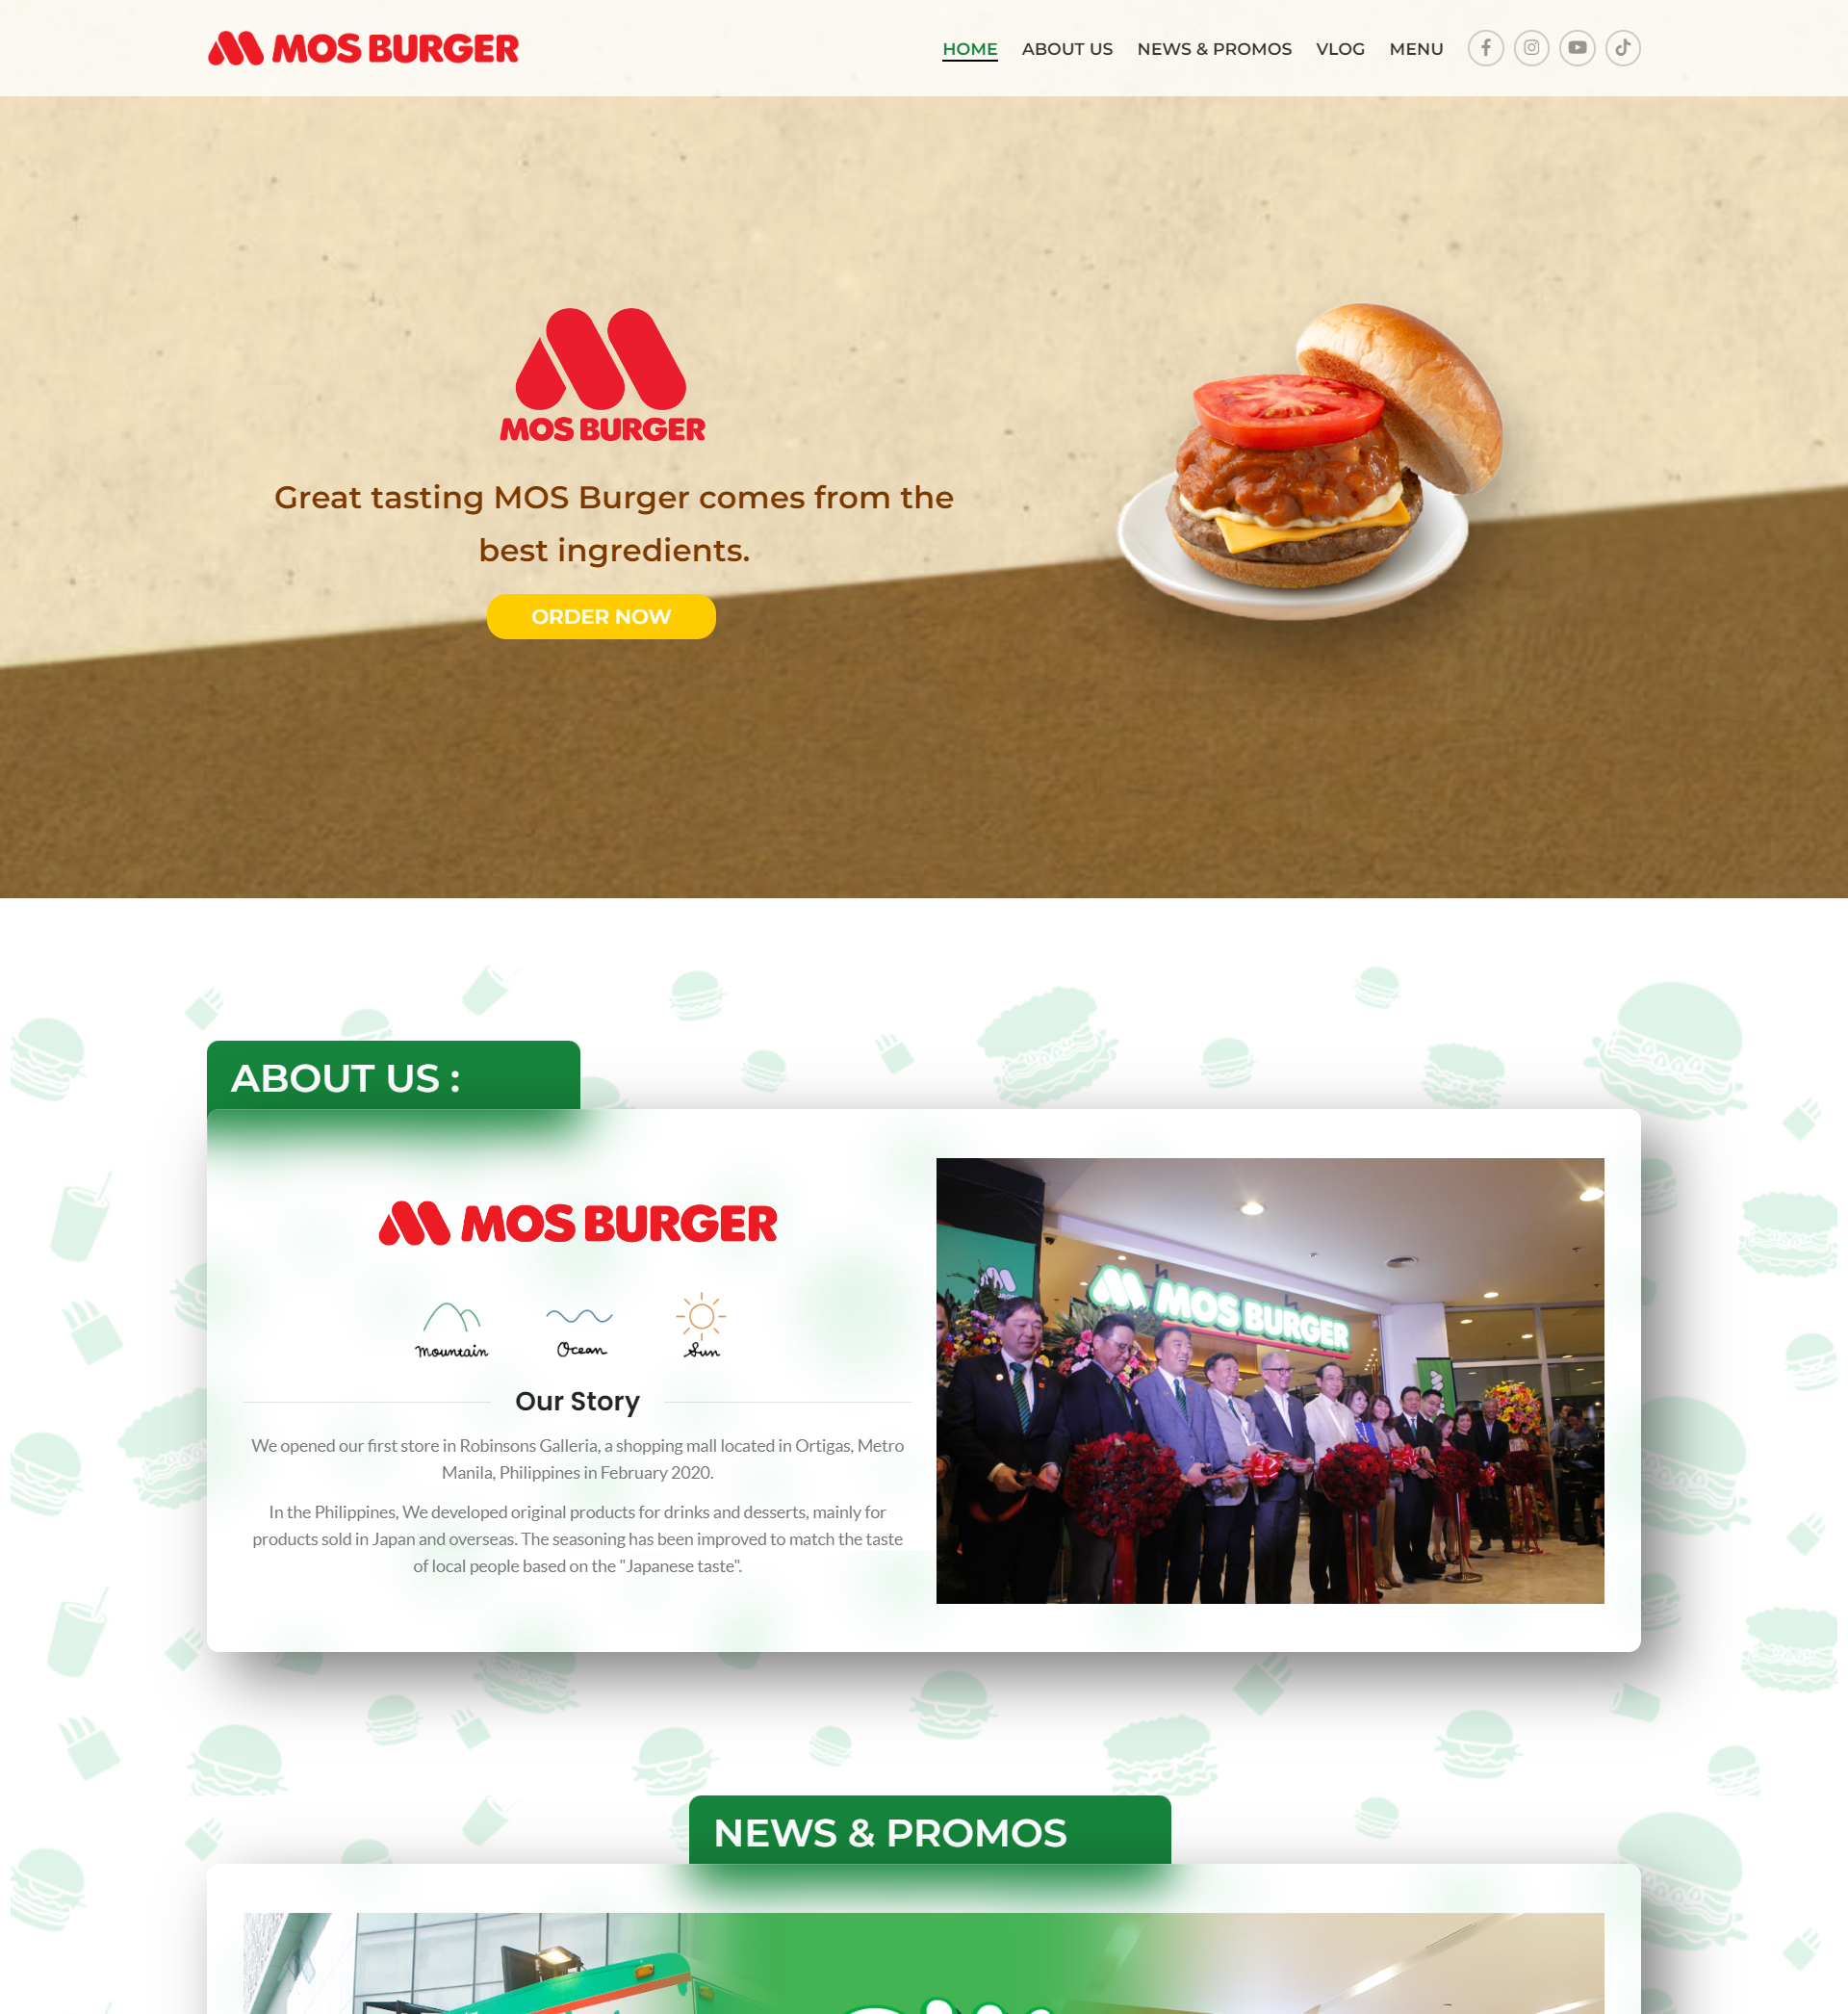 MOS BURGER
HOME ABOUT US NEWS & PROMOS VLOG MENU
MOS BURGER
Great tasting MOS Burger comes from the
best ingredients.
ORDER NOW
ABOUT US :
MOS BURGER
Mountain Ocean Sun
Our Story
We opened our first store in Robinsons Galleria, a shopping mall located in Ortigas, Metro
Manila, Philippines in February 2020.
In the Philippines, We developed original products for drinks and desserts, mainly for
products sold in Japan and overseas. The seasoning has been improved to match the taste
of local people based on the "Japanese taste".
MOS BURGER
NEWS & PROMOS